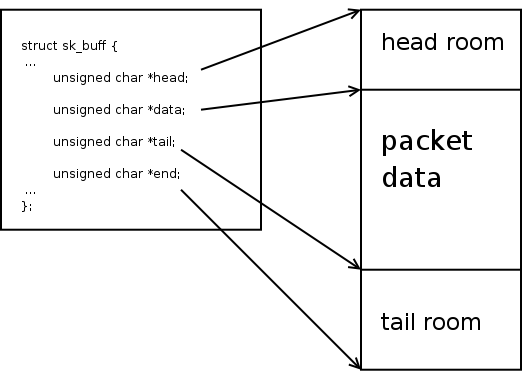 struct sk_buff {
...
unsigned char *head;
unsigned char *data;
unsigned char *tail;
unsigned char *end;
...
};
head room
packet
data
tail room